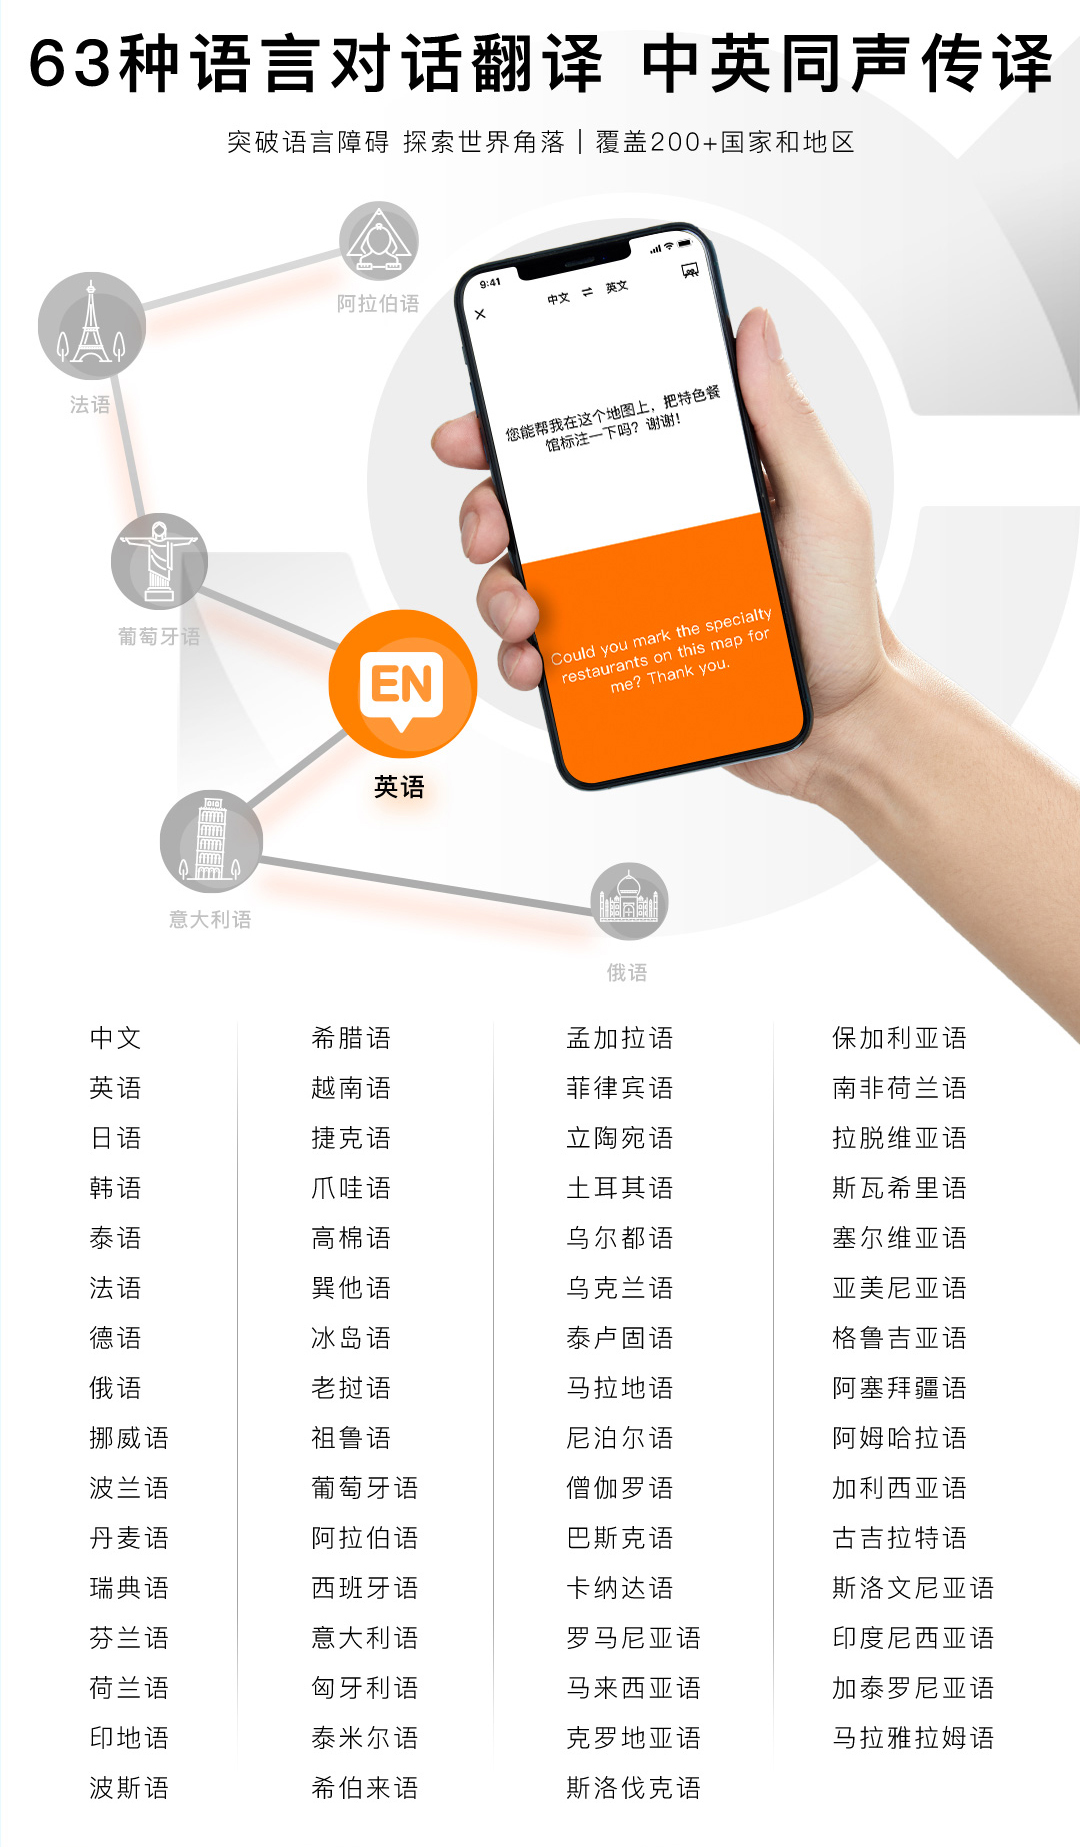 63种语言对话翻译 中英同声传译
突破语言障碍 探索世界角落 | 覆盖200+国家和地区
阿拉伯语
法语
葡萄牙语
EN
英语
意大利语
俄语
9:41
中文 ⇌ 英文
您能帮我在这个地图上，把特色餐
馆标注一下吗？谢谢！
Could you mark the specialty
restaurants on this map for
me? Thank you.
中文
英语
日语
韩语
泰语
法语
德语
俄语
挪威语
波兰语
丹麦语
瑞典语
芬兰语
荷兰语
印地语
波斯语
希腊语
越南语
捷克语
爪哇语
高棉语
巽他语
冰岛语
老挝语
祖鲁语
葡萄牙语
阿拉伯语
西班牙语
意大利语
匈牙利语
泰米尔语
希伯来语
孟加拉语
菲律宾语
立陶宛语
土耳其语
乌尔都语
乌克兰语
泰卢固语
马拉地语
尼泊尔语
僧伽罗语
巴斯克语
卡纳达语
罗马尼亚语
马来西亚语
克罗地亚语
斯洛伐克语
保加利亚语
南非荷兰语
拉脱维亚语
斯瓦希里语
塞尔维亚语
亚美尼亚语
格鲁吉亚语
阿塞拜疆语
阿姆哈拉语
加利西亚语
古吉拉特语
斯洛文尼亚语
印度尼西亚语
加泰罗尼亚语
马拉雅拉姆语